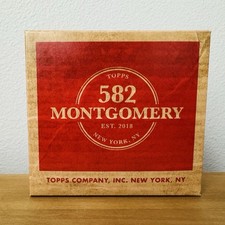 TOPPS
582
MONTGOMERY
EST. 2018
NEW YORK, NY
TOPPS COMPANY, INC. NEW YORK, NY